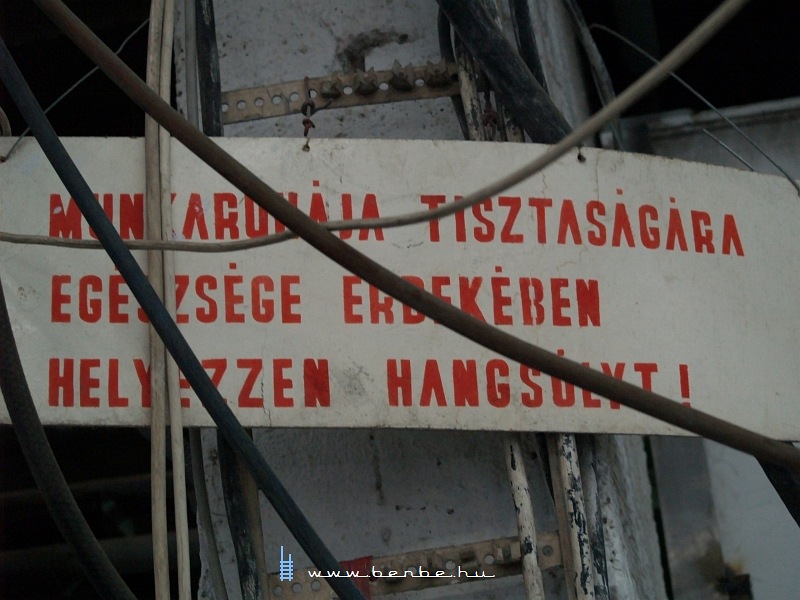 MUNKARUHÁJA TISZTASÁGÁRA
EGÉSZSÉGE ÉRDEKÉBEN
HELYEZZEN HANGSÚLYT!
www.benbe.hu